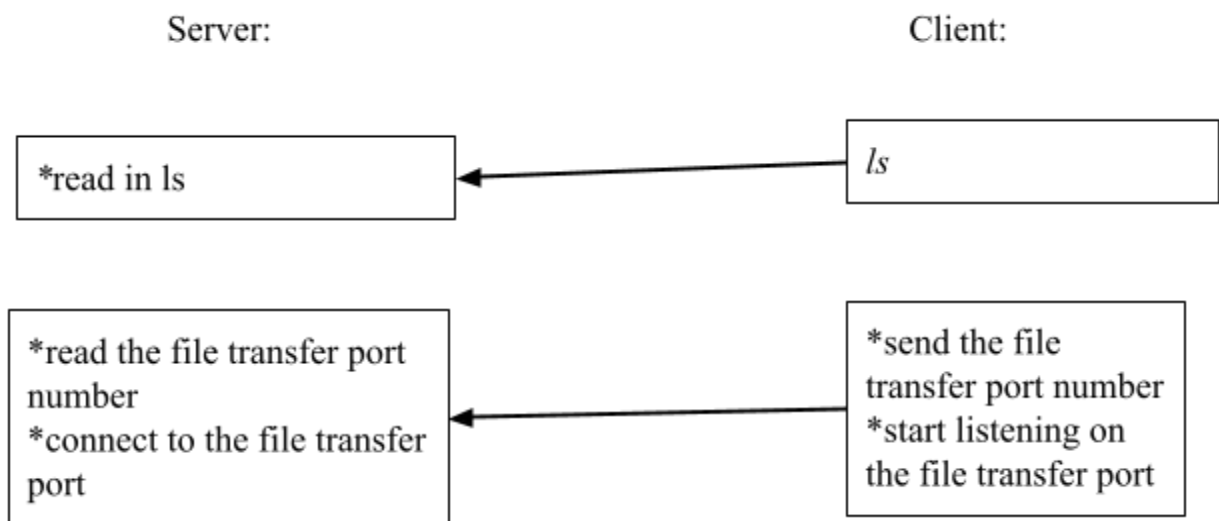 Server:
Client:
*read in ls
ls
*read the file transfer port
number
*connect to the file transfer
port
*send the file
transfer port number
*start listening on
the file transfer port